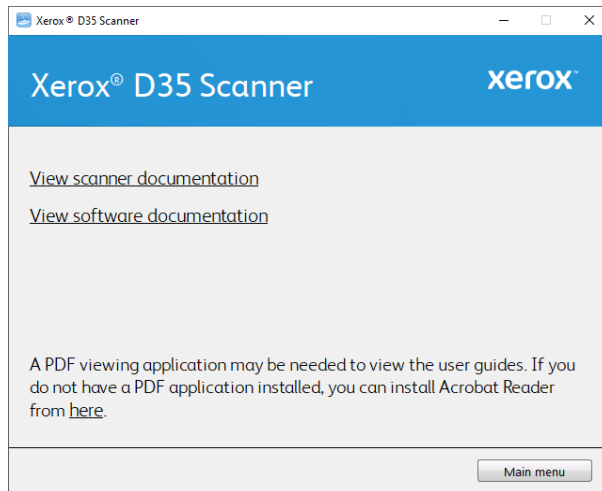 Xerox® D35 Scanner
Xerox® D35 Scanner
xerox™
View scanner documentation
View software documentation
A PDF viewing application may be needed to view the user guides. If you
do not have a PDF application installed, you can install Acrobat Reader
from here.
Main menu